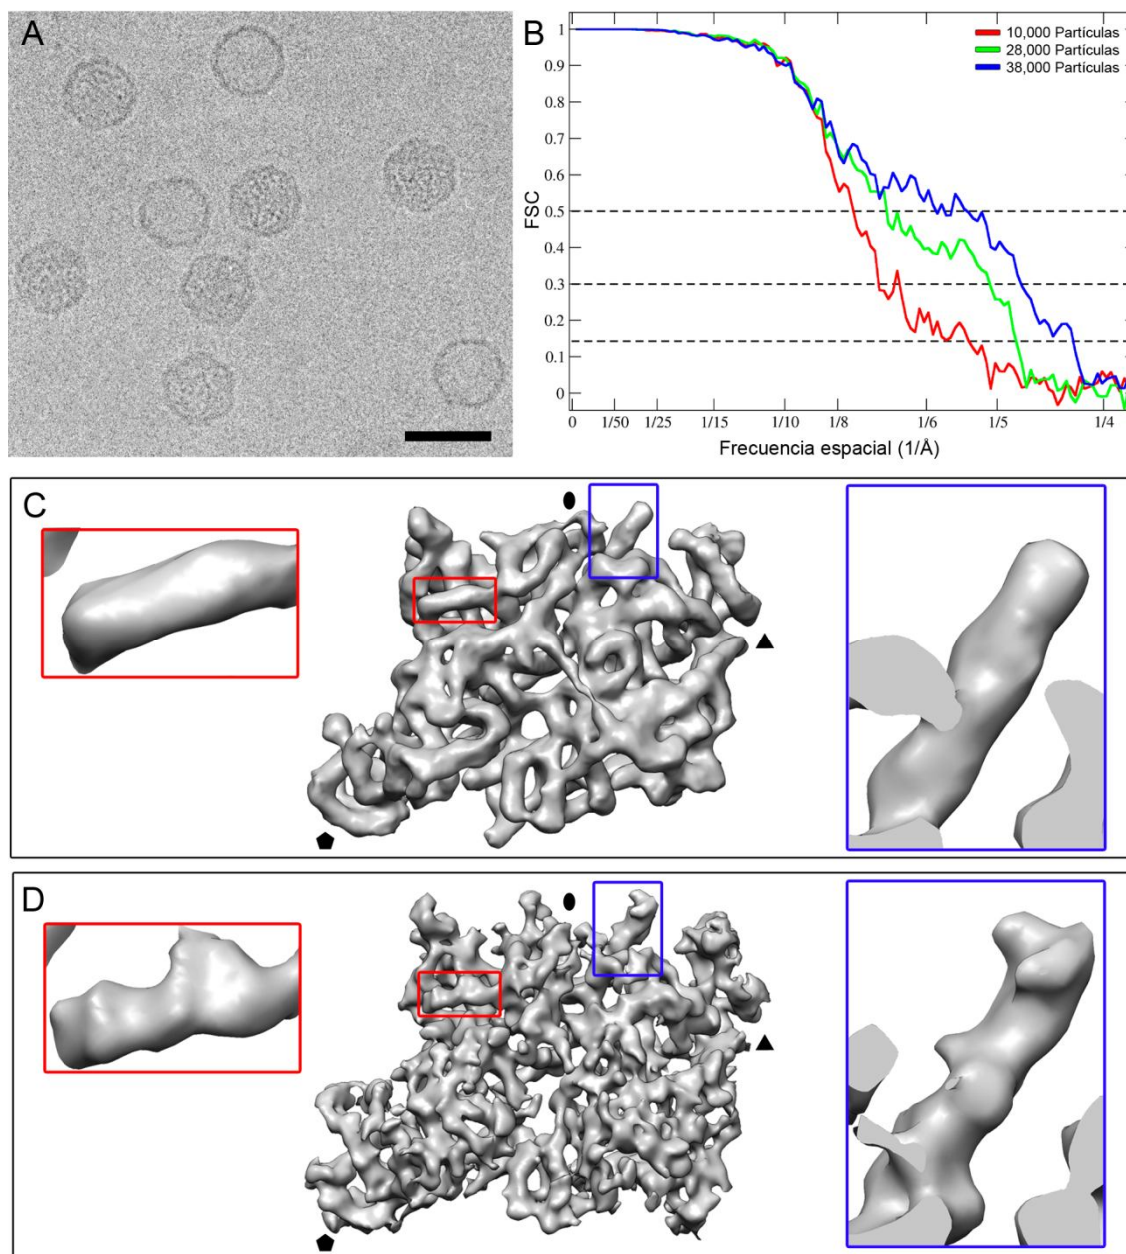 A
B
10,000 Partículas
28,000 Partículas
38,000 Partículas
1
0.9
0.8
0.7
0.6
0.5
0.4
0.3
0.2
0.1
0
FSC
0 1/50 1/25 1/15 1/10 1/8 1/6 1/5 1/4
Frecuencia espacial (1/Å)
C
D